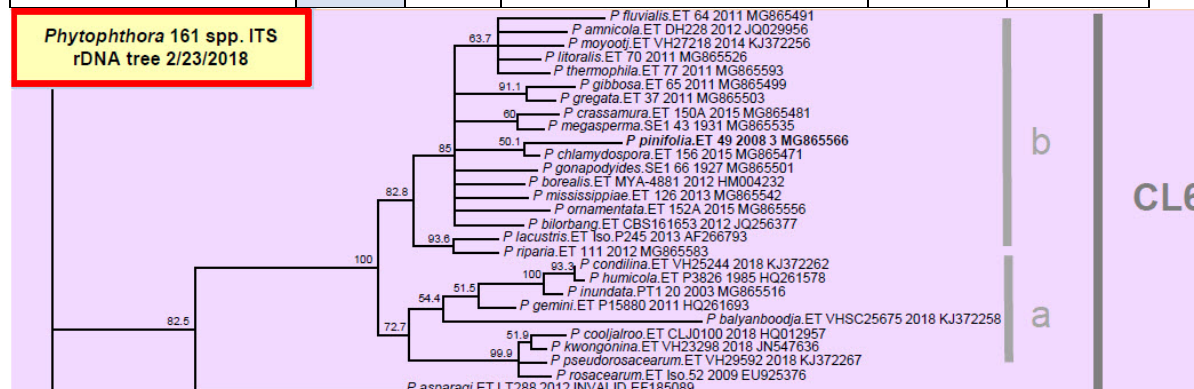 Phytophthora 161 spp. ITS
rDNA tree 2/23/2018
P fluvialis.ET 64 2011 MG865491
P amnicola.ET DH228 2012 JQ029956
63.7
P moyootj.ET VH27218 2014 KJ372256
P litoralis.ET 70 2011 MG865526
P thermophila.ET 77 2011 MG865593
91.1
P gibbosa.ET 65 2011 MG865499
P gregata.ET 37 2011 MG865503
60
P crassamura.ET 150A 2015 MG865481
P megasperma.SE1 43 1931 MG865535
50.1
P pinifolia.ET 49 2008 3 MG865566
b
85
P chlamydospora.ET 156 2015 MG865471
P gonapodyides.SE1 66 1927 MG865501
P borealis.ET MYA-4881 2012 HM004232
82.8
P mississippiae.ET 126 2013 MG865542
CL6
P ornamentata.ET 152A 2015 MG865556
P bilorbang.ET CBS161653 2012 JQ256377
93.6
P lacustris.ET Iso.P245 2013 AF266793
P riparia.ET 111 2012 MG865583
100
93.3
P condilina.ET VH25244 2018 KJ372262
100
P humicola.ET P3826 1985 HQ261578
51.5
P inundata.PT1 20 2003 MG865516
54.4
P gemini.ET P15880 2011 HQ261693
82.5
P balyanboodja.ET VHSC25675 2018 KJ372258
a
72.7
51.9
P cooljalroo.ET CLJ0100 2018 HQ012957
P kwongonina.ET VH23298 2018 JN547636
99.9
P pseudorosacearum.ET VH29592 2018 KJ372267
P rosacearum.ET Iso.52 2009 EU925376
P asparagi.ET LT288 2012 INVALID EF185089